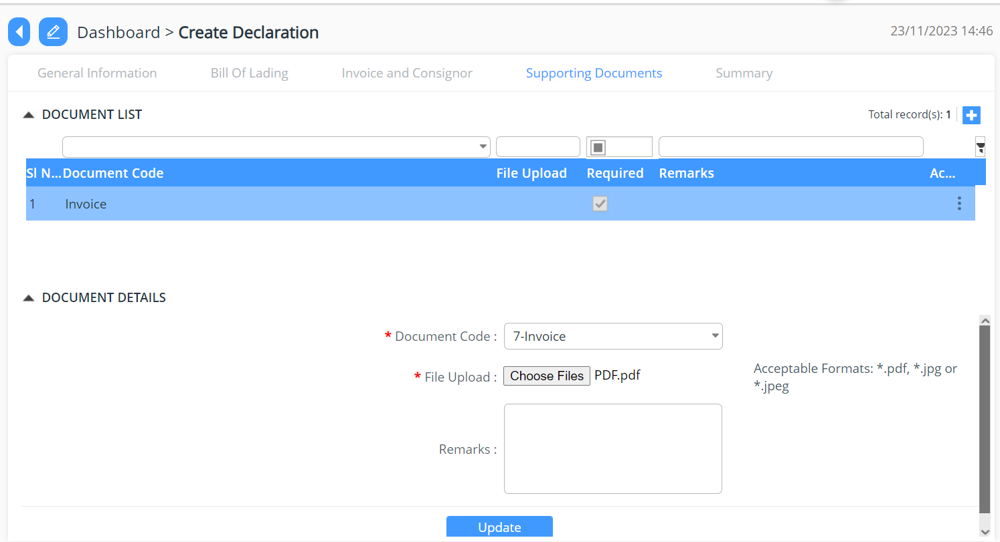 Dashboard > Create Declaration
23/11/2023 14:46
General Information
Bill Of Lading
Invoice and Consignor
Supporting Documents
Summary
DOCUMENT LIST
Total record(s): 1
Sl N... Document Code File Upload Required Remarks Ac...
1 Invoice
DOCUMENT DETAILS
* Document Code : 7-Invoice
* File Upload : Choose Files PDF.pdf
Acceptable Formats: *.pdf, *.jpg or
*.jpeg
Remarks :
Update